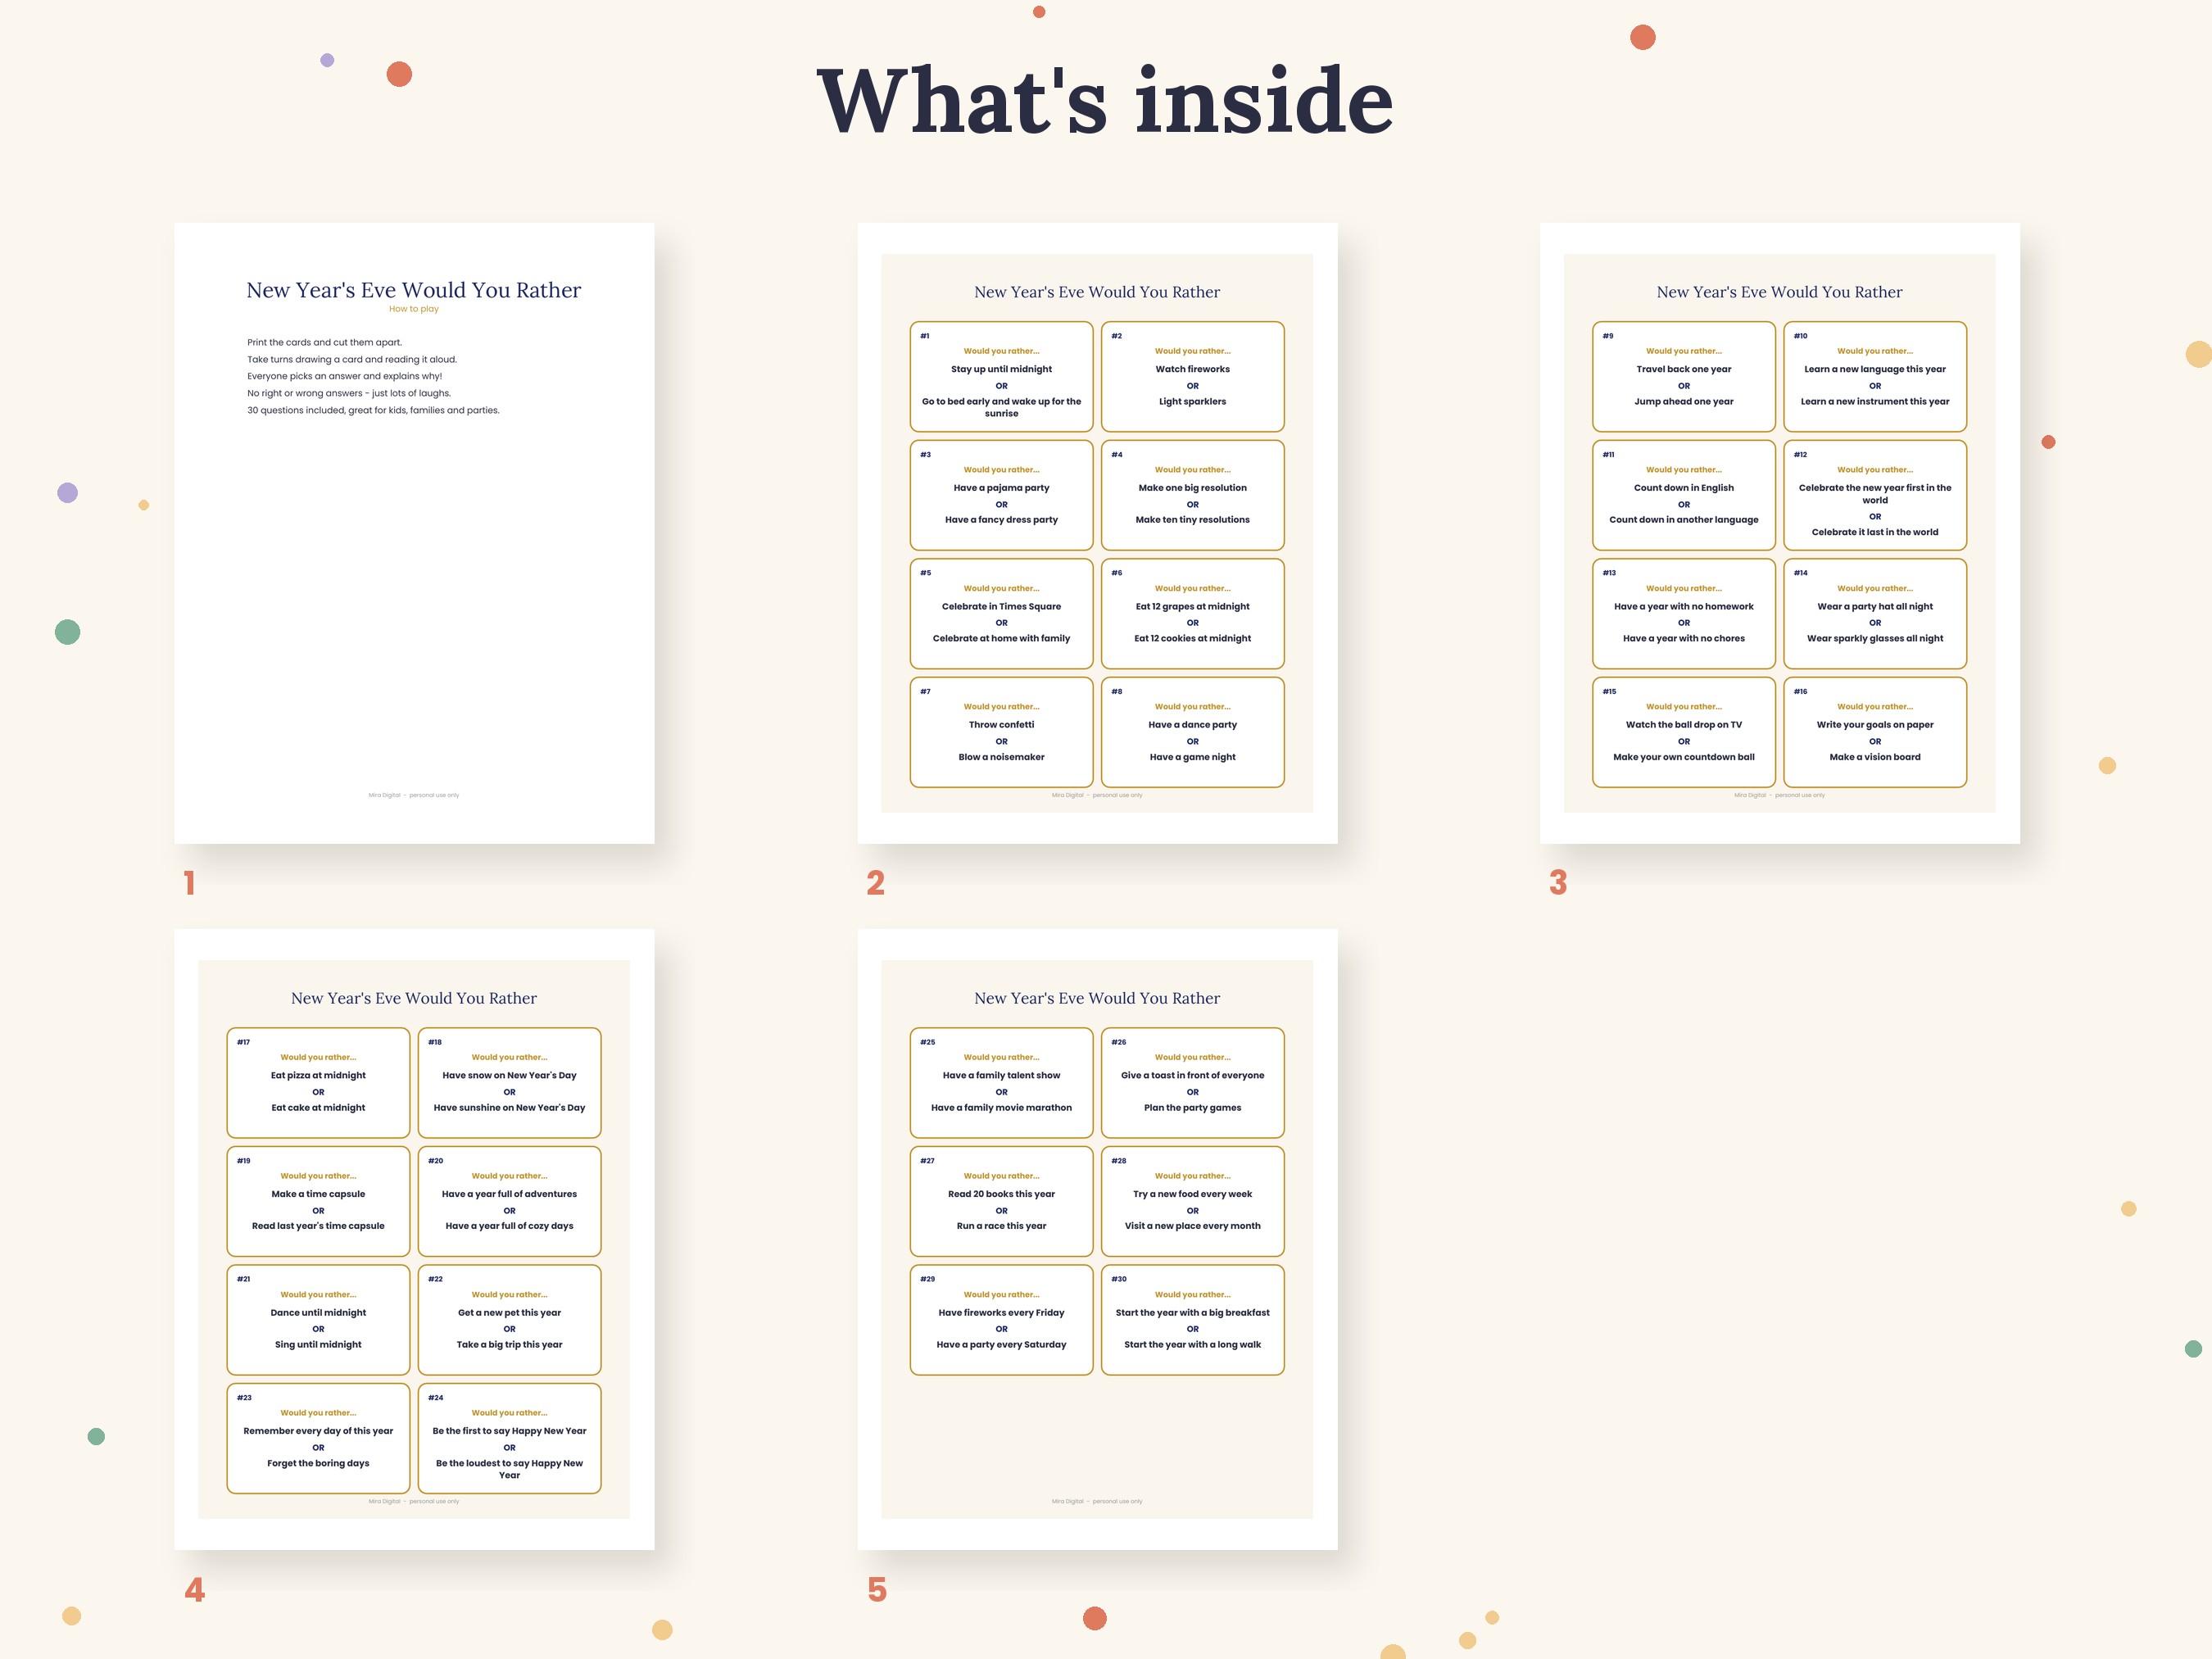 What's inside
New Year's Eve Would You Rather
How to play
Print the cards and cut them apart.
Take turns drawing a card and reading it aloud.
Everyone picks an answer and explains why!
No right or wrong answers - just lots of laughs.
30 questions included, great for kids, families and parties.
Mira Digital - personal use only
1
New Year's Eve Would You Rather
#1
Would you rather...
Stay up until midnight
OR
Go to bed early and wake up for the
sunrise
#2
Would you rather...
Watch fireworks
OR
Light sparklers
#3
Would you rather...
Have a pajama party
OR
Have a fancy dress party
#4
Would you rather...
Make one big resolution
OR
Make ten tiny resolutions
#5
Would you rather...
Celebrate in Times Square
OR
Celebrate at home with family
#6
Would you rather...
Eat 12 grapes at midnight
OR
Eat 12 cookies at midnight
#7
Would you rather...
Throw confetti
OR
Blow a noisemaker
#8
Would you rather...
Have a dance party
OR
Have a game night
Mira Digital - personal use only
2
New Year's Eve Would You Rather
#9
Would you rather...
Travel back one year
OR
Jump ahead one year
#10
Would you rather...
Learn a new language this year
OR
Learn a new instrument this year
#11
Would you rather...
Count down in English
OR
Count down in another language
#12
Would you rather...
Celebrate the new year first in the
world
OR
Celebrate it last in the world
#13
Would you rather...
Have a year with no homework
OR
Have a year with no chores
#14
Would you rather...
Wear a party hat all night
OR
Wear sparkly glasses all night
#15
Would you rather...
Watch the ball drop on TV
OR
Make your own countdown ball
#16
Would you rather...
Write your goals on paper
OR
Make a vision board
Mira Digital - personal use only
3
New Year's Eve Would You Rather
#17
Would you rather...
Eat pizza at midnight
OR
Eat cake at midnight
#18
Would you rather...
Have snow on New Year's Day
OR
Have sunshine on New Year's Day
#19
Would you rather...
Make a time capsule
OR
Read last year's time capsule
#20
Would you rather...
Have a year full of adventures
OR
Have a year full of cozy days
#21
Would you rather...
Dance until midnight
OR
Sing until midnight
#22
Would you rather...
Get a new pet this year
OR
Take a big trip this year
#23
Would you rather...
Remember every day of this year
OR
Forget the boring days
#24
Would you rather...
Be the first to say Happy New Year
OR
Be the loudest to say Happy New
Year
Mira Digital - personal use only
4
New Year's Eve Would You Rather
#25
Would you rather...
Have a family talent show
OR
Have a family movie marathon
#26
Would you rather...
Give a toast in front of everyone
OR
Plan the party games
#27
Would you rather...
Read 20 books this year
OR
Run a race this year
#28
Would you rather...
Try a new food every week
OR
Visit a new place every month
#29
Would you rather...
Have fireworks every Friday
OR
Have a party every Saturday
#30
Would you rather...
Start the year with a big breakfast
OR
Start the year with a long walk
Mira Digital - personal use only
5